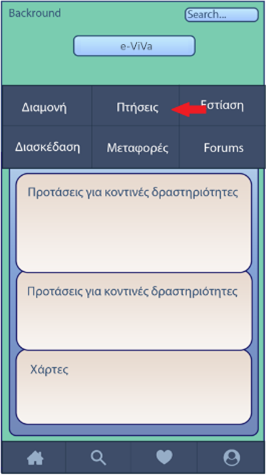 Backround
Search...
e-ViVa
Διαμονή Πτήσεις Εστίαση
Διασκέδαση Μεταφορές Forums
Προτάσεις για κοντινές δραστηριότητες
Προτάσεις για κοντινές δραστηριότητες
Χάρτες